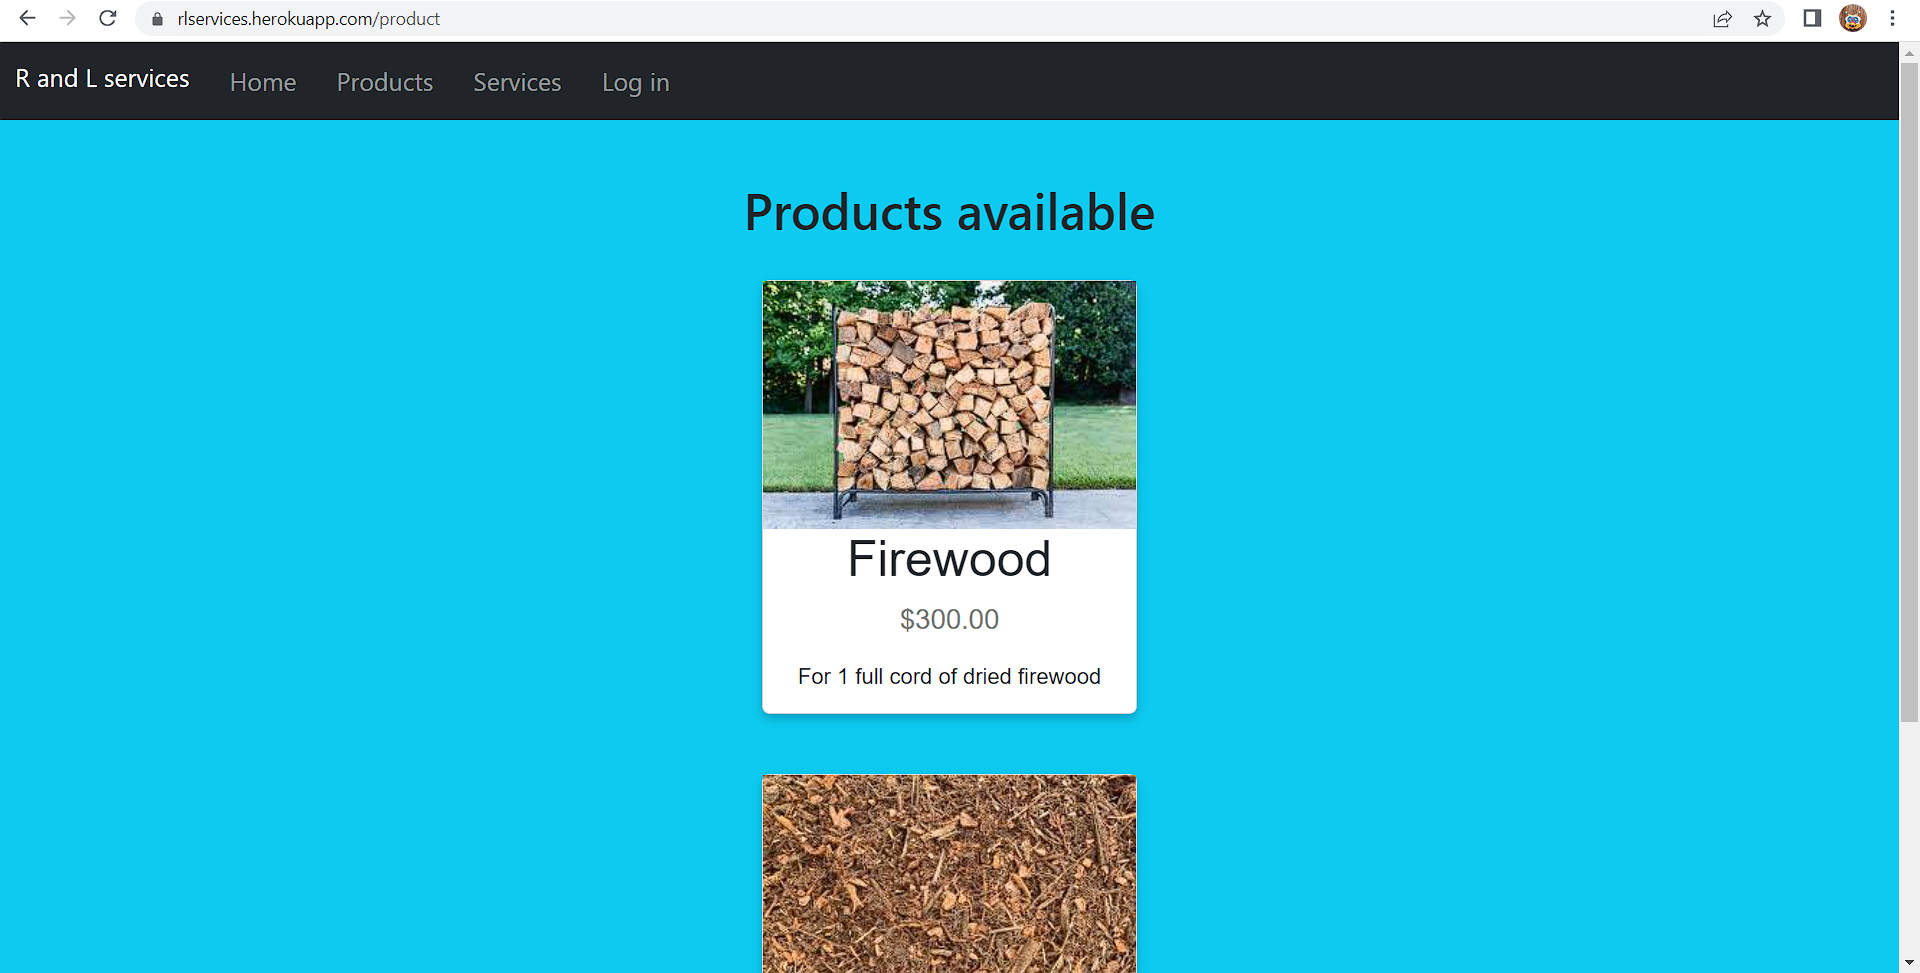 rlservices.herokuapp.com/product
R and L services Home Products Services Log in
Products available
Firewood
$300.00
For 1 full cord of dried firewood